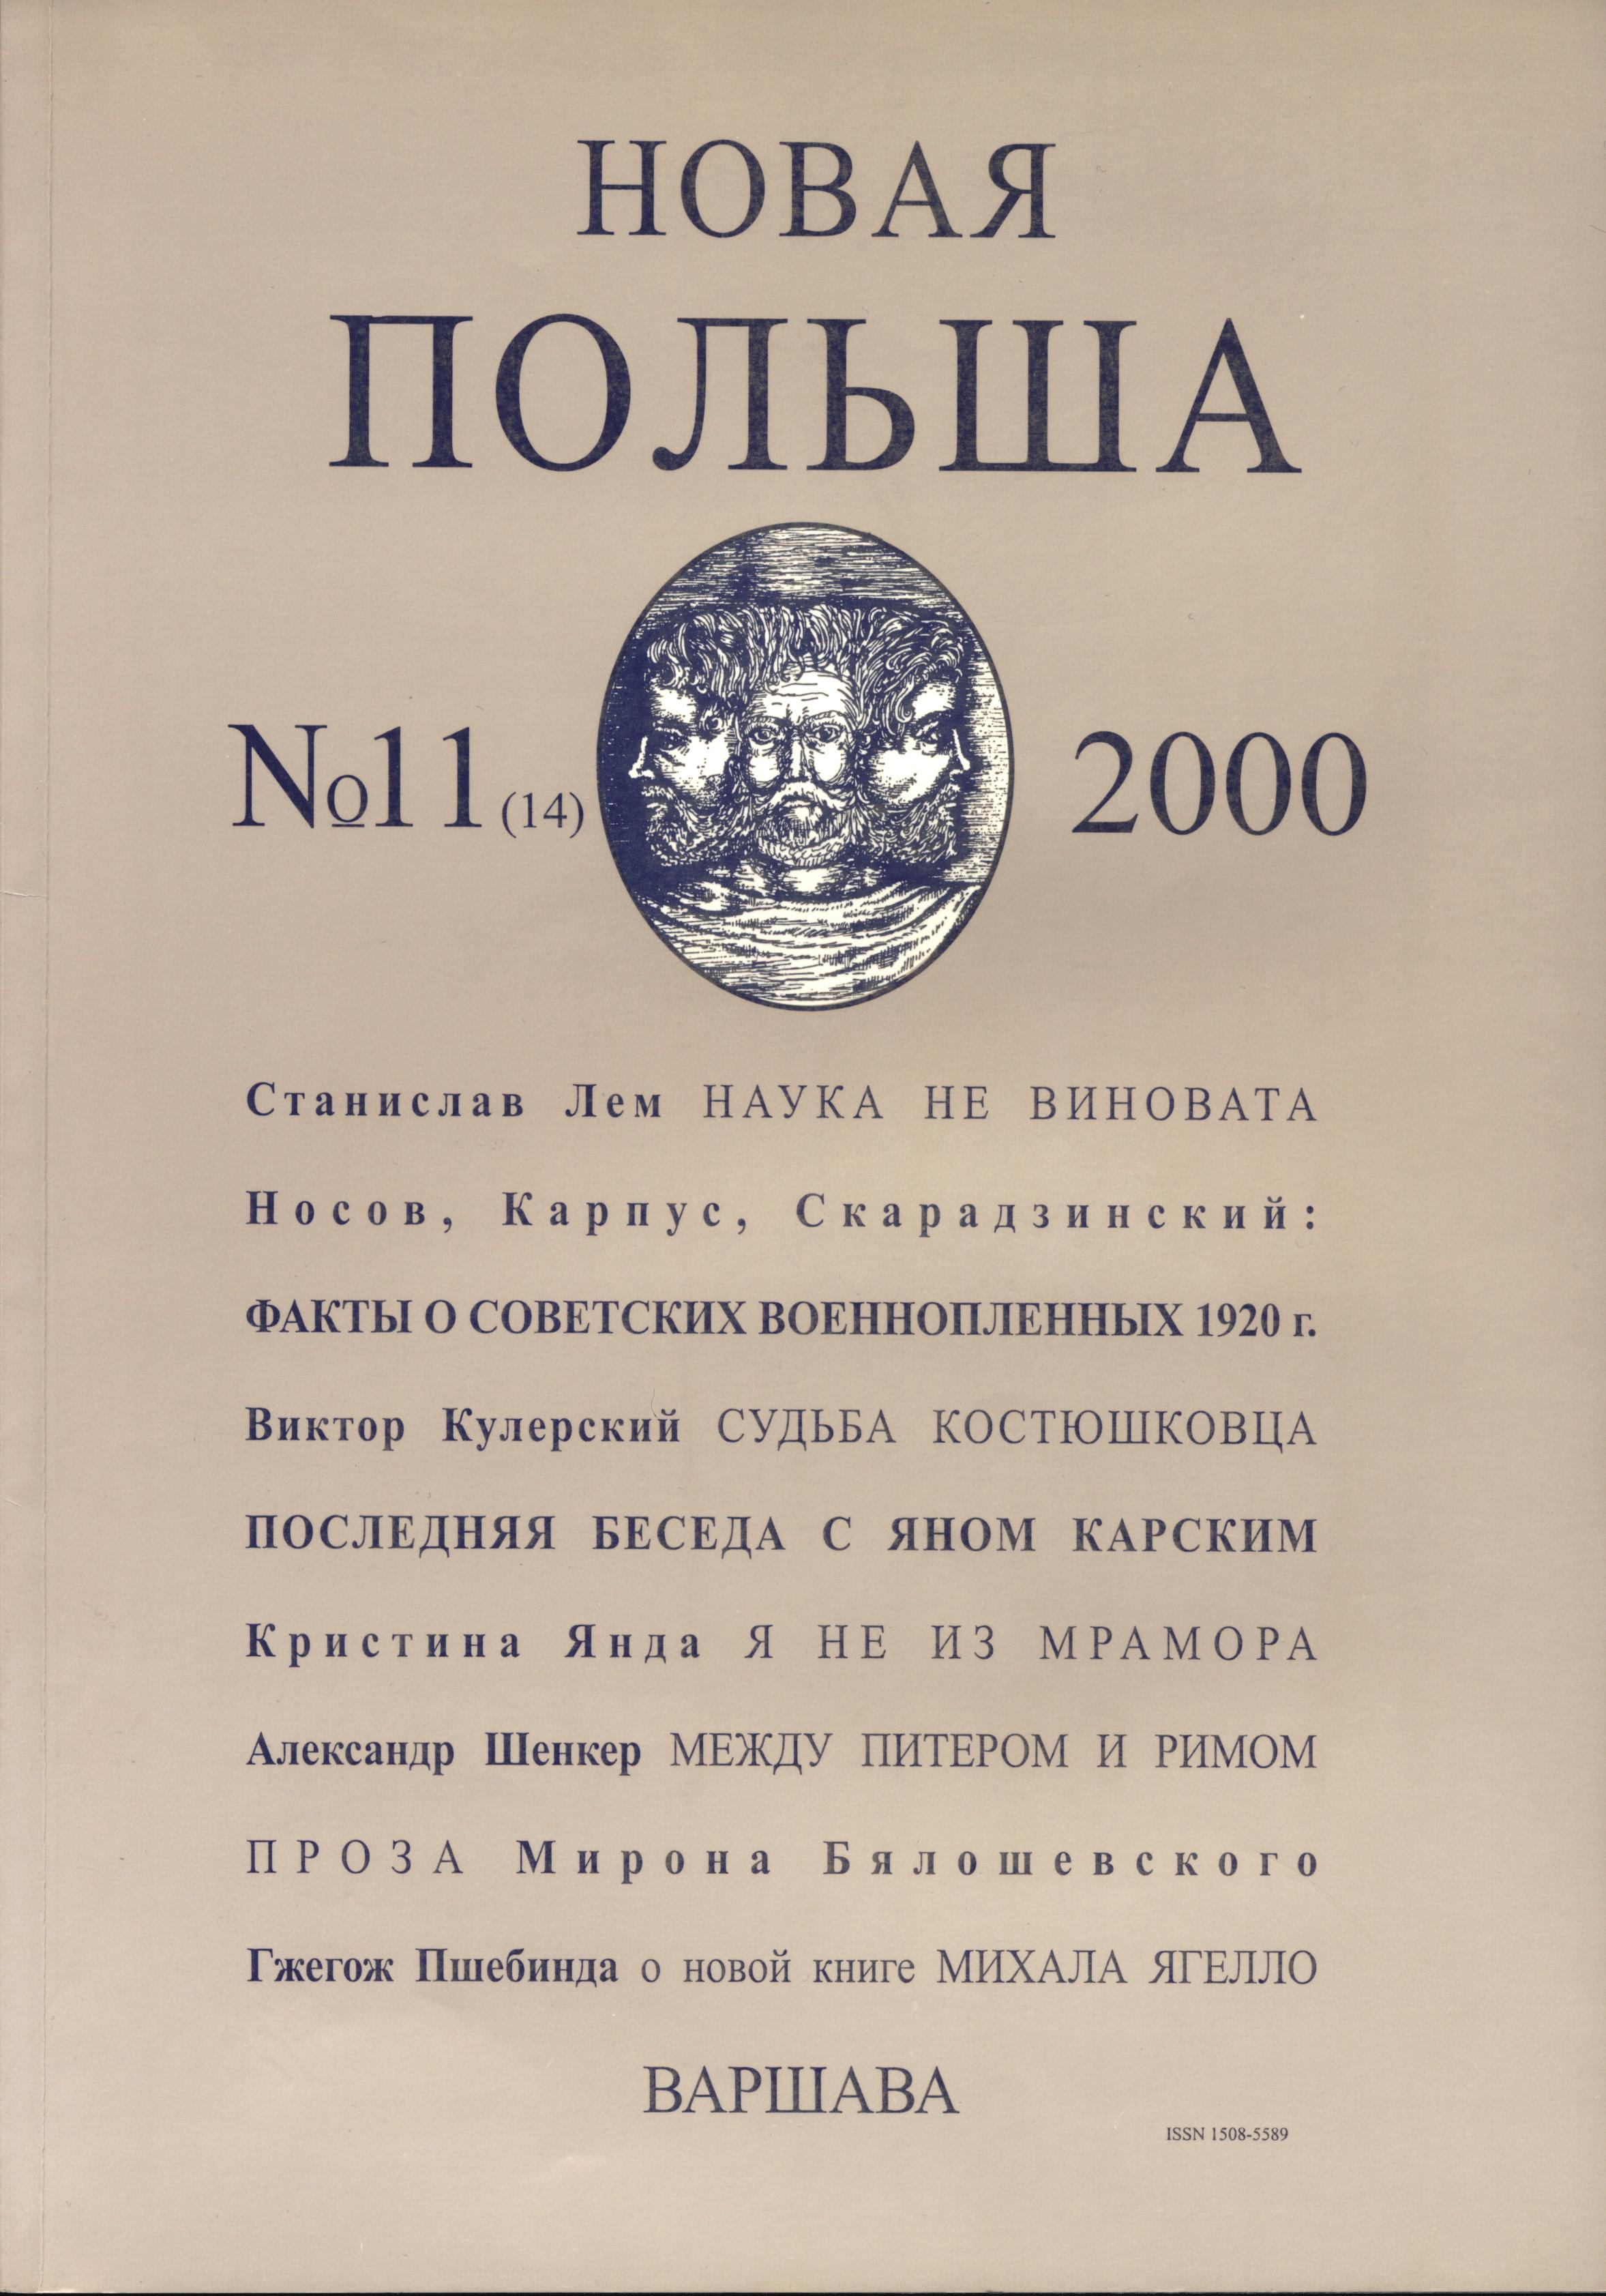 НОВАЯ
ПОЛЬША
№11 (14) 2000
Станислав Лем НАУКА НЕ ВИНОВАТА
Носов, Карпус, Скарадзинский:
ФАКТЫ О СОВЕТСКИХ ВОЕННОПЛЕННЫХ 1920 г.
Виктор Кулерский СУДЬБА КОСТЮШКОВЦА
ПОСЛЕДНЯЯ БЕСЕДА С ЯНОМ КАРСКИМ
Кристина Янда Я НЕ ИЗ МРАМОРА
Александр Шенкер МЕЖДУ ПИТЕРОМ И РИМОМ
ПРОЗА Мирона Бялошевского
Гжегож Пшебинда о новой книге МИХАЛА ЯГЕЛЛО
ВАРШАВА
ISSN 1508-5589